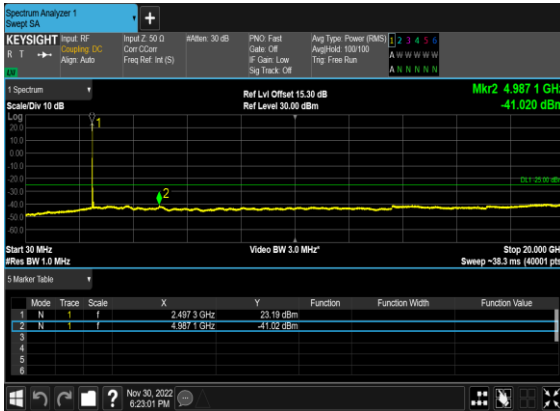 Spectrum Analyzer 1
Swept SA
+
KEYSIGHT Input: RF Input Z: 50 Ω #Atten: 30 dB PNO: Fast Avg Type: Power (RMS) 1 2 3 4 5 6
R T Coupling: DC Corr CCorr Gate: Off Avg|Hold: 100/100 A W W W W W
Align: Auto Freq Ref: Int (S) IF Gain: Low Trig: Free Run
Sig Track: Off A N N N N N
1 Spectrum Ref Lvl Offset 15.30 dB Mkr2 4.987 1 GHz
Scale/Div 10 dB Ref Level 30.00 dBm -41.020 dBm
Log
20.0
10.0
0.00
-10.0
-20.0
-30.0
-40.0
-50.0
-60.0
1
2
DL1 -25.00 dBm
Start 30 MHz Video BW 3.0 MHz* Stop 20.000 GHz
#Res BW 1.0 MHz Sweep ~38.3 ms (40001 pts)
5 Marker Table
Mode Trace Scale X Y Function Function Width Function Value
1 N 1 f 2.497 3 GHz 23.19 dBm
2 N 1 f 4.987 1 GHz -41.02 dBm
3
4
5
6
? Nov 30, 2022
6:23:01 PM